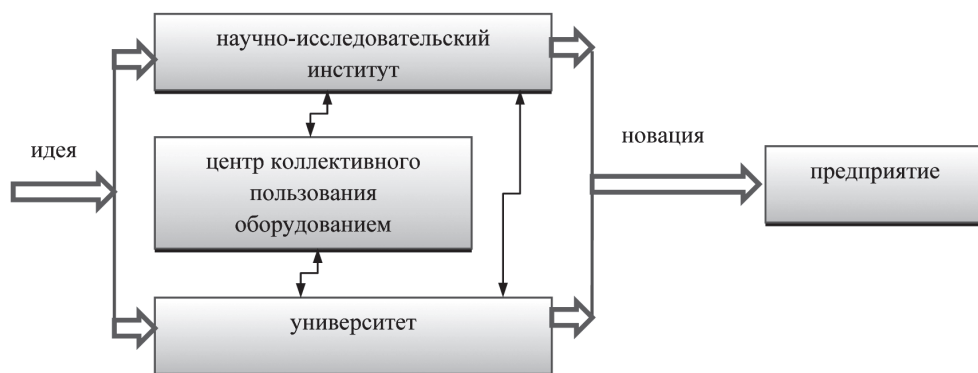 научно-исследовательский
институт
идея
центр коллективного
пользования
оборудованием
новация
предприятие
университет